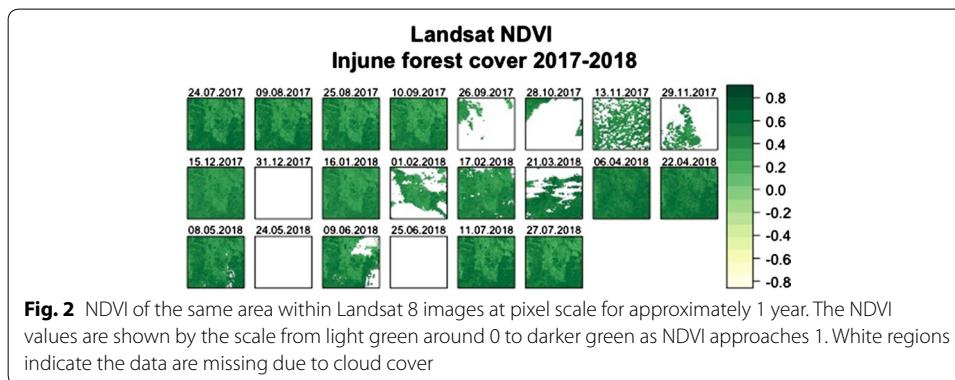 Landsat NDVI
Injune forest cover 2017-2018
24.07.2017 09.08.2017 25.08.2017 10.09.2017 26.09.2017 28.10.2017 13.11.2017 29.11.2017
15.12.2017 31.12.2017 16.01.2018 01.02.2018 17.02.2018 21.03.2018 06.04.2018 22.04.2018
08.05.2018 24.05.2018 09.06.2018 25.06.2018 11.07.2018 27.07.2018
0.8
0.6
0.4
0.2
0.0
-0.2
-0.4
-0.6
-0.8
Fig. 2 NDVI of the same area within Landsat 8 images at pixel scale for approximately 1 year. The NDVI
values are shown by the scale from light green around 0 to darker green as NDVI approaches 1. White regions
indicate the data are missing due to cloud cover